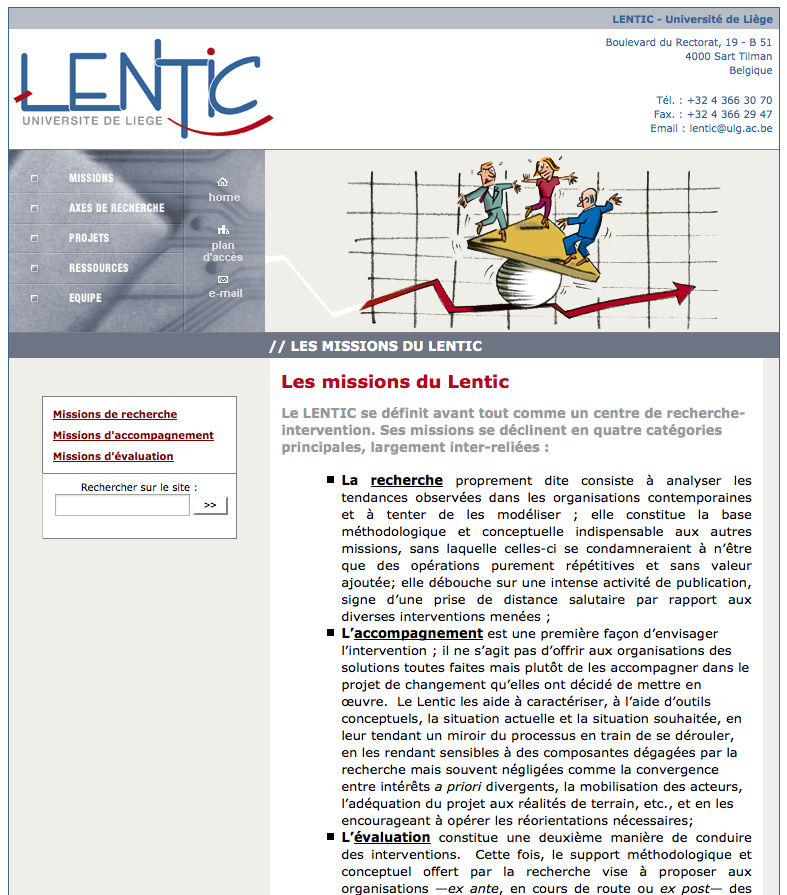 LENTIC - Université de Liège
LENTIC
UNIVERSITE DE LIEGE
Boulevard du Rectorat, 19 - B 51
4000 Sart Tilman
Belgique
Tél. : +32 4 366 30 70
Fax. : +32 4 366 29 47
Email : lentic@ulg.ac.be
MISSIONS
AXES DE RECHERCHE
PROJETS
RESSOURCES
EQUIPE
home
plan
d'accès
e-mail
// LES MISSIONS DU LENTIC
Missions de recherche
Missions d'accompagnement
Missions d'évaluation
Rechercher sur le site :
>>
Les missions du Lentic
Le LENTIC se définit avant tout comme un centre de recherche-
intervention. Ses missions se déclinent en quatre catégories
principales, largement inter-reliées :
La recherche proprement dite consiste à analyser les
tendances observées dans les organisations contemporaines
et à tenter de les modéliser ; elle constitue la base
méthodologique et conceptuelle indispensable aux autres
missions, sans laquelle celles-ci se condamneraient à n’être
que des opérations purement répétitives et sans valeur
ajoutée; elle débouche sur une intense activité de publication,
signe d’une prise de distance salutaire par rapport aux
diverses interventions menées ;
L’accompagnement est une première façon d’envisager
l’intervention ; il ne s’agit pas d’offrir aux organisations des
solutions toutes faites mais plutôt de les accompagner dans le
projet de changement qu’elles ont décidé de mettre en
œuvre. Le Lentic les aide à caractériser, à l’aide d’outils
conceptuels, la situation actuelle et la situation souhaitée, en
leur tendant un miroir du processus en train de se dérouler,
en les rendant sensibles à des composantes dégagées par la
recherche mais souvent négligées comme la convergence
entre intérêts a priori divergents, la mobilisation des acteurs,
l’adéquation du projet aux réalités de terrain, etc., et en les
encourageant à opérer les réorientations nécessaires;
L’évaluation constitue une deuxième manière de conduire
des interventions. Cette fois, le support méthodologique et
conceptuel offert par la recherche vise à proposer aux
organisations —ex ante, en cours de route ou ex post— des